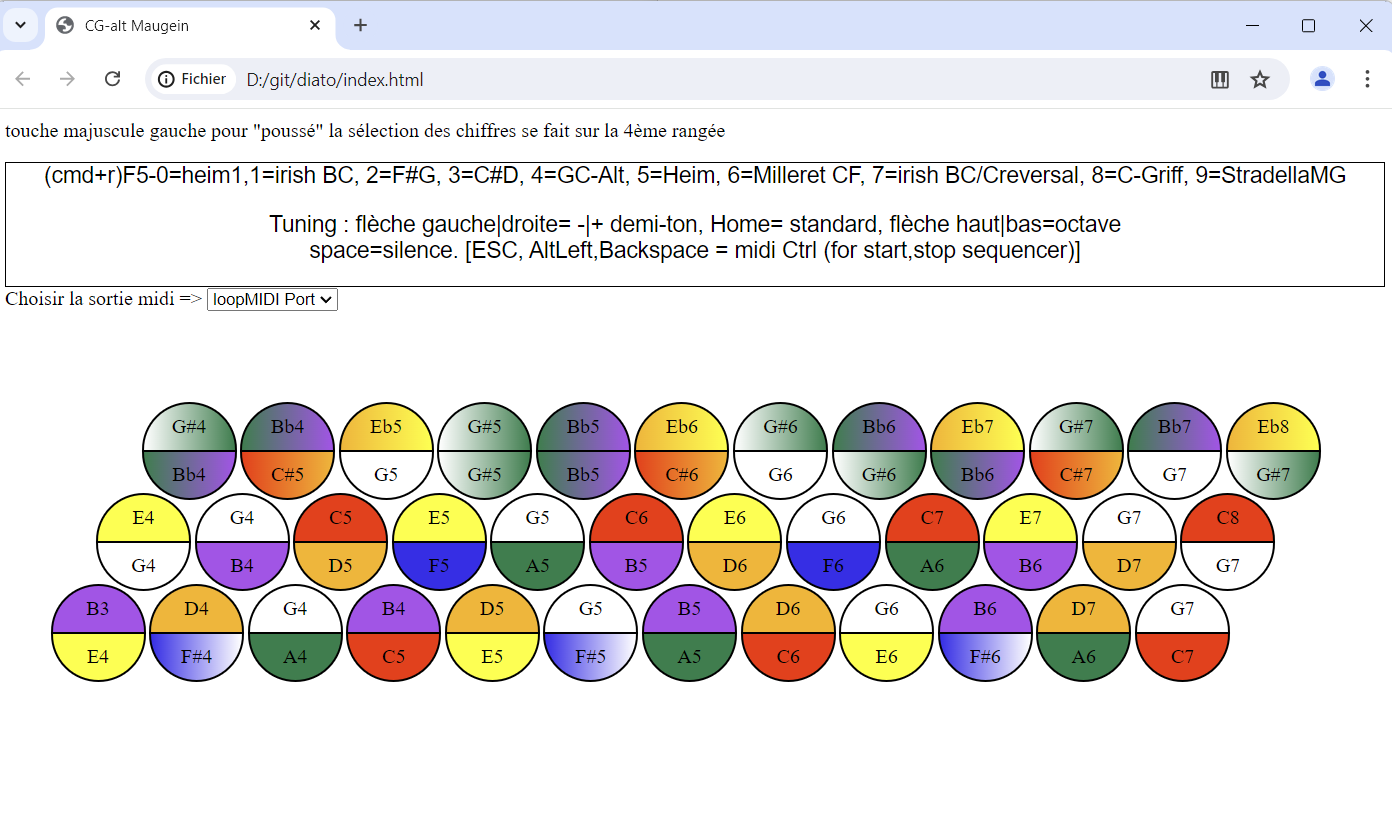 CG-alt Maugein
Fichier D:/git/diato/index.html
touche majuscule gauche pour "poussé" la sélection des chiffres se fait sur la 4ème rangée
(cmd+r)F5-0=heim1,1=irish BC, 2=F#G, 3=C#D, 4=GC-Alt, 5=Heim, 6=Milleret CF, 7=irish BC/Creversal, 8=C-Griff, 9=StradellaMG
Tuning : flèche gauche|droite= -|+ demi-ton, Home= standard, flèche haut|bas=octave
space=silence. [ESC, AltLeft,Backspace = midi Ctrl (for start,stop sequencer)]
Choisir la sortie midi => loopMIDI Port
G#4 Bb4 Eb5 G#5 Bb5 Eb6 G#6 Bb6 Eb7 G#7 Bb7 Eb8
Bb4 C#5 G5 G#5 Bb5 C#6 G6 G#6 Bb6 C#7 G7 G#7
E4 G4 C5 E5 G5 C6 E6 G6 C7 E7 G7 C8
G4 B4 D5 F5 A5 B5 D6 F6 A6 B6 D7 G7
B3 D4 G4 B4 D5 G5 B5 D6 G6 B6 D7 G7
E4 F#4 A4 C5 E5 F#5 A5 C6 E6 F#6 A6 C7